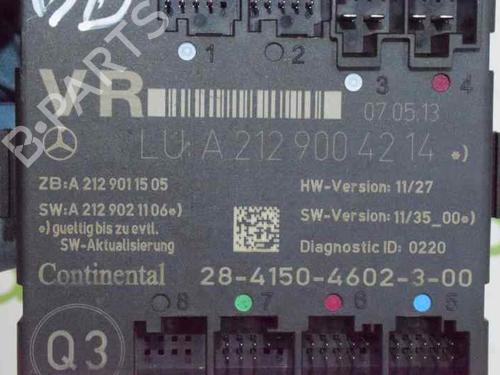 1 2 3 4
VR
07.05.13
LU: A 212 900 42 14 *)
ZB:A 212 901 15 05
HW-Version: 11/27
SW:A 212 902 11 06*)
SW-Version: 11/35_00*)
*) gueltig bis zu evtl.
SW-Aktualisierung
Diagnostic ID: 0220
Continental 28-4150-4602-3-00
8 7 6 5
Q3
B-PARTS